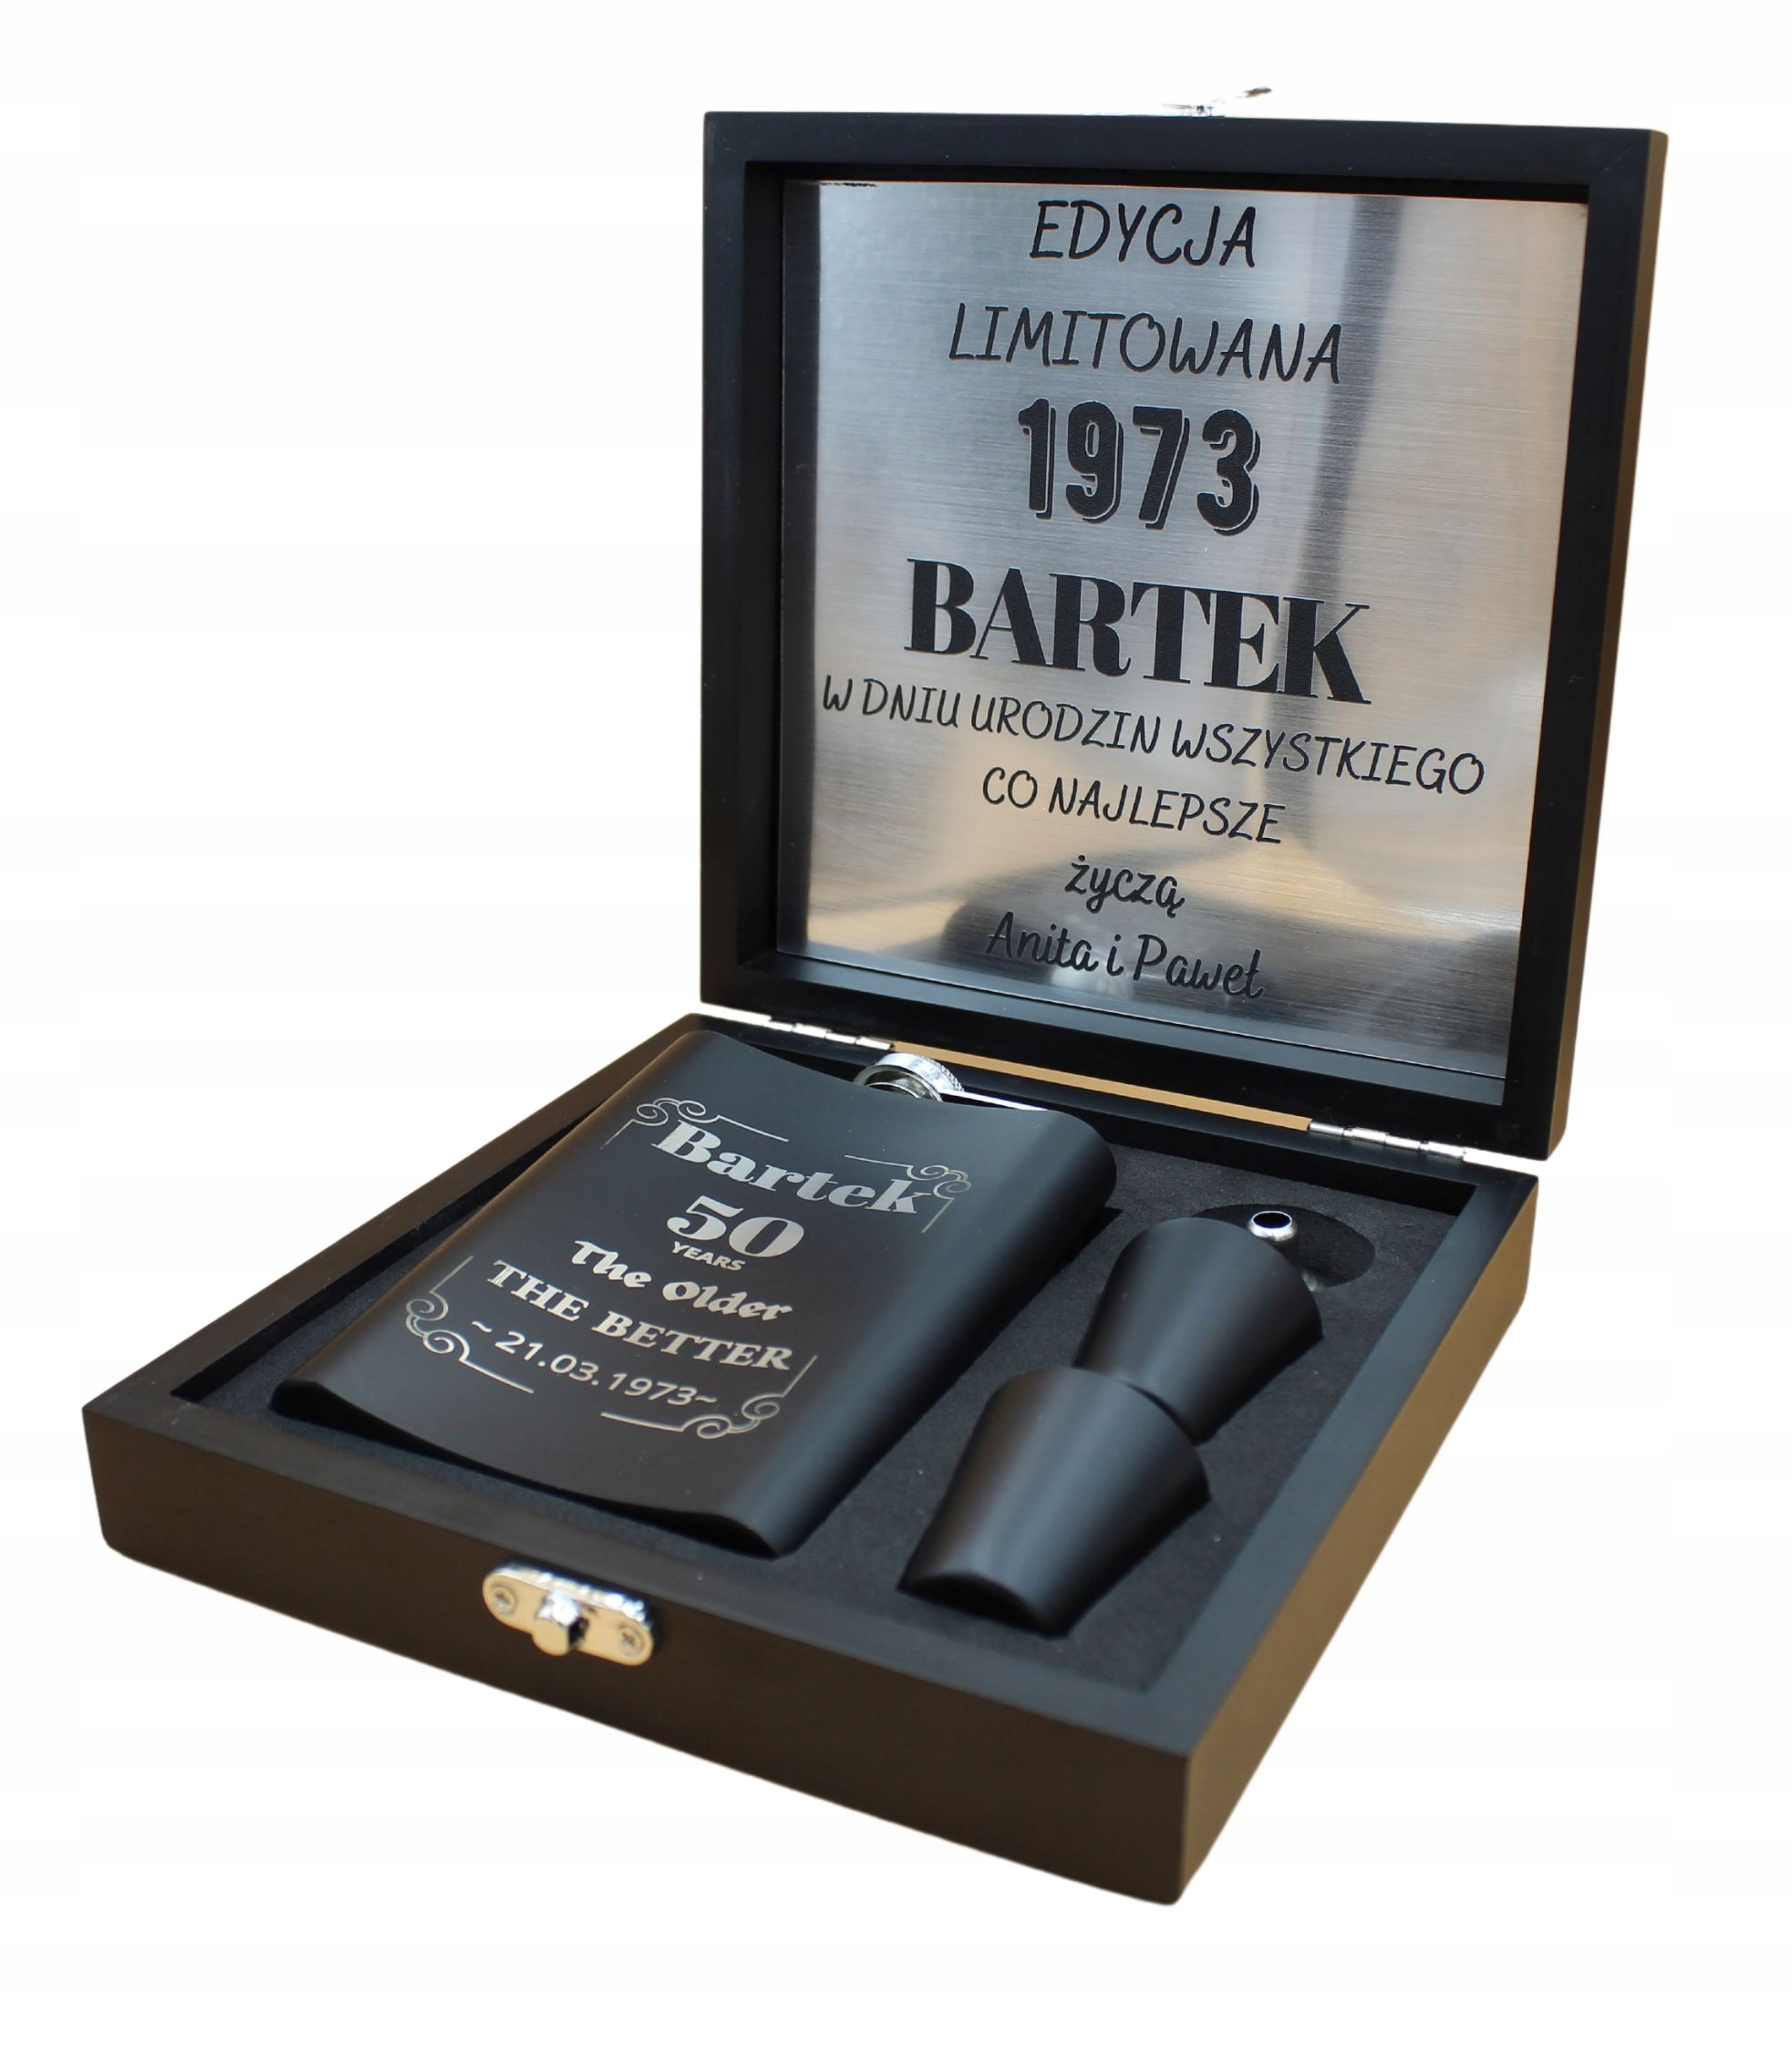 EDYCJA
LIMITOWANA
1973
BARTEK
W DNIU URODZIN WSZYSTKIEGO
CO NAJLEPSZE
życzą
Anita i Paweł
Bartek
50
YEARS
The Older
THE BETTER
~ 21.03.1973~